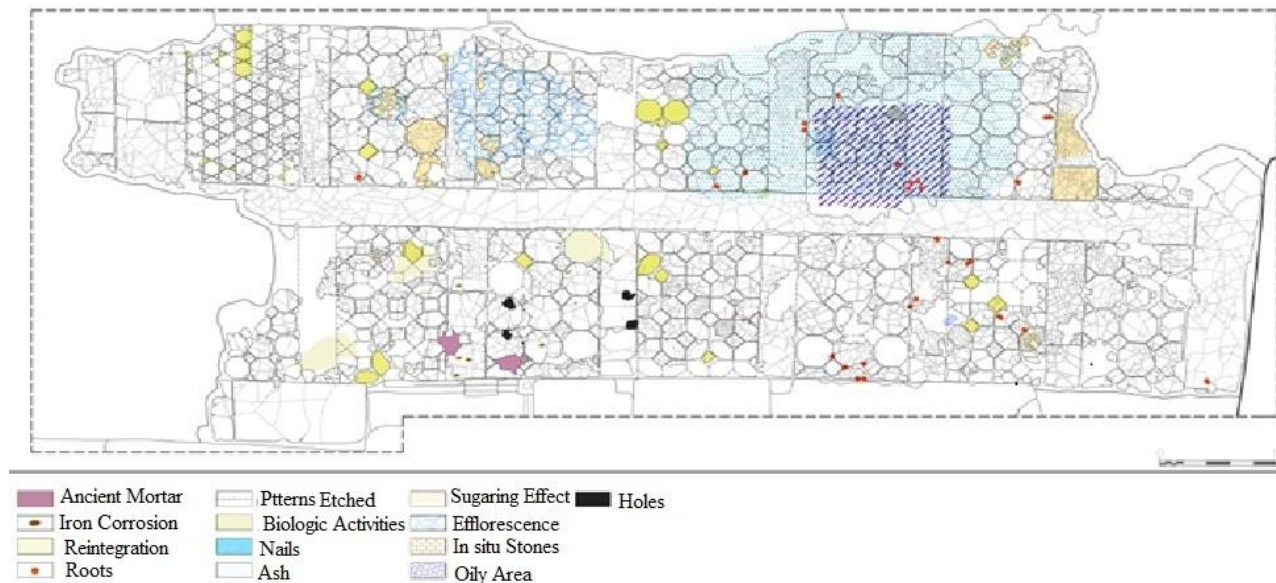 Ancient Mortar Ptterns Etched Sugaring Effect Holes
Iron Corrosion Biologic Activities Efflorescence
Reintegration Nails In situ Stones
Roots Ash Oily Area